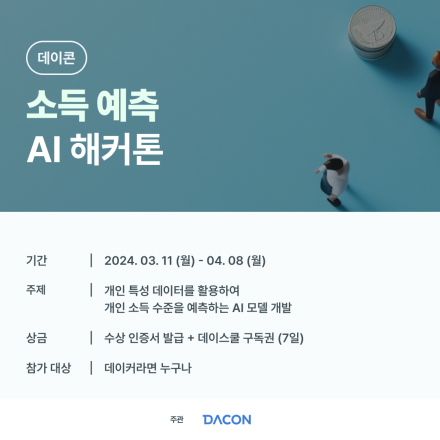 데이콘
소득 예측
AI 해커톤
기간 | 2024. 03. 11 (월) - 04. 08 (월)
주제 | 개인 특성 데이터를 활용하여
개인 소득 수준을 예측하는 AI 모델 개발
상금 | 수상 인증서 발급 + 데이스쿨 구독권 (7일)
참가 대상 | 데이커라면 누구나
주관 DACON